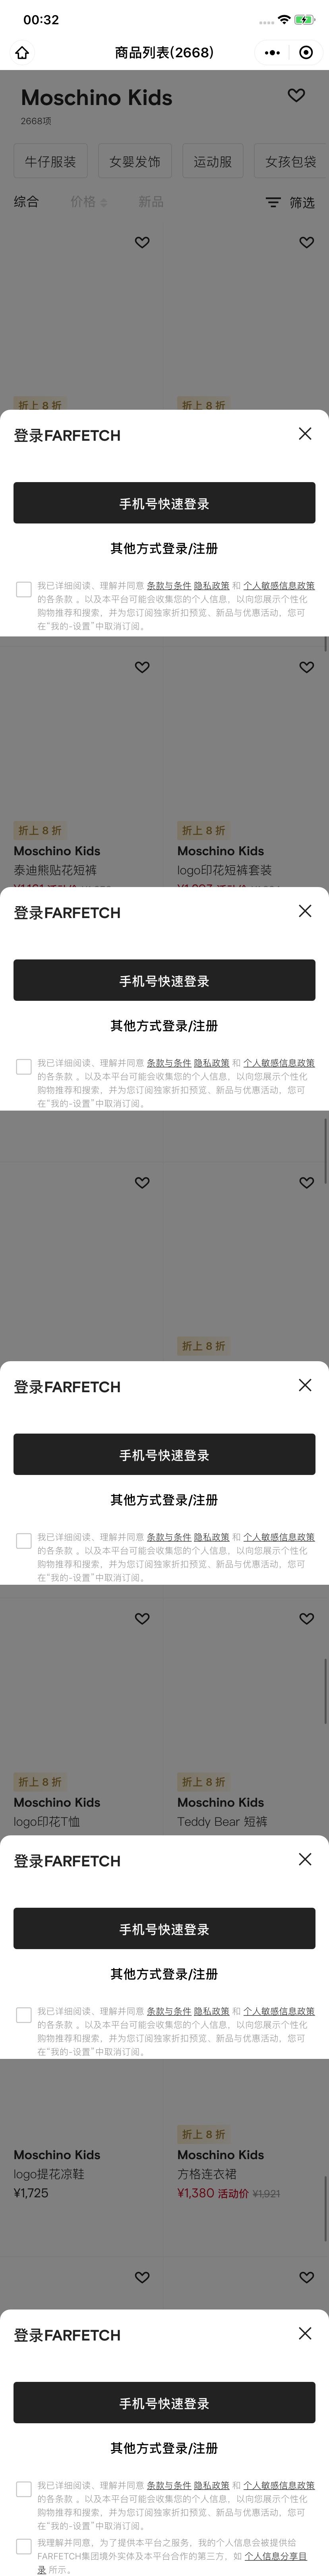 00:32
商品列表(2668)
Moschino Kids
2668项
牛仔服装 女婴发饰 运动服 女孩包袋
综合 价格 新品 筛选
折上 8 折 折上 8 折
登录FARFETCH
手机号快速登录
其他方式登录/注册
我已详细阅读、理解并同意 条款与条件 隐私政策 和 个人敏感信息政策
的各条款 。以及本平台可能会收集您的个人信息，以向您展示个性化
购物推荐和搜索，并为您订阅独家折扣预览、新品与优惠活动，您可
在“我的-设置”中取消订阅。
折上 8 折 折上 8 折
Moschino Kids Moschino Kids
泰迪熊贴花短裤 logo印花短裤套装
登录FARFETCH
手机号快速登录
其他方式登录/注册
我已详细阅读、理解并同意 条款与条件 隐私政策 和 个人敏感信息政策
的各条款 。以及本平台可能会收集您的个人信息，以向您展示个性化
购物推荐和搜索，并为您订阅独家折扣预览、新品与优惠活动，您可
在“我的-设置”中取消订阅。
折上 8 折
登录FARFETCH
手机号快速登录
其他方式登录/注册
我已详细阅读、理解并同意 条款与条件 隐私政策 和 个人敏感信息政策
的各条款 。以及本平台可能会收集您的个人信息，以向您展示个性化
购物推荐和搜索，并为您订阅独家折扣预览、新品与优惠活动，您可
在“我的-设置”中取消订阅。
折上 8 折 折上 8 折
Moschino Kids Moschino Kids
logo印花T恤 Teddy Bear 短裤
登录FARFETCH
手机号快速登录
其他方式登录/注册
我已详细阅读、理解并同意 条款与条件 隐私政策 和 个人敏感信息政策
的各条款 。以及本平台可能会收集您的个人信息，以向您展示个性化
购物推荐和搜索，并为您订阅独家折扣预览、新品与优惠活动，您可
在“我的-设置”中取消订阅。
折上 8 折
Moschino Kids Moschino Kids
logo提花凉鞋 方格连衣裙
¥1,725 ¥1,380 活动价 ¥1,921
登录FARFETCH
手机号快速登录
其他方式登录/注册
我已详细阅读、理解并同意 条款与条件 隐私政策 和 个人敏感信息政策
的各条款 。以及本平台可能会收集您的个人信息，以向您展示个性化
购物推荐和搜索，并为您订阅独家折扣预览、新品与优惠活动，您可
在“我的-设置”中取消订阅。
我理解并同意，为了提供本平台之服务，我的个人信息会被提供给
FARFETCH集团境外实体及本平台合作的第三方，如 个人信息分享目
录 所示。